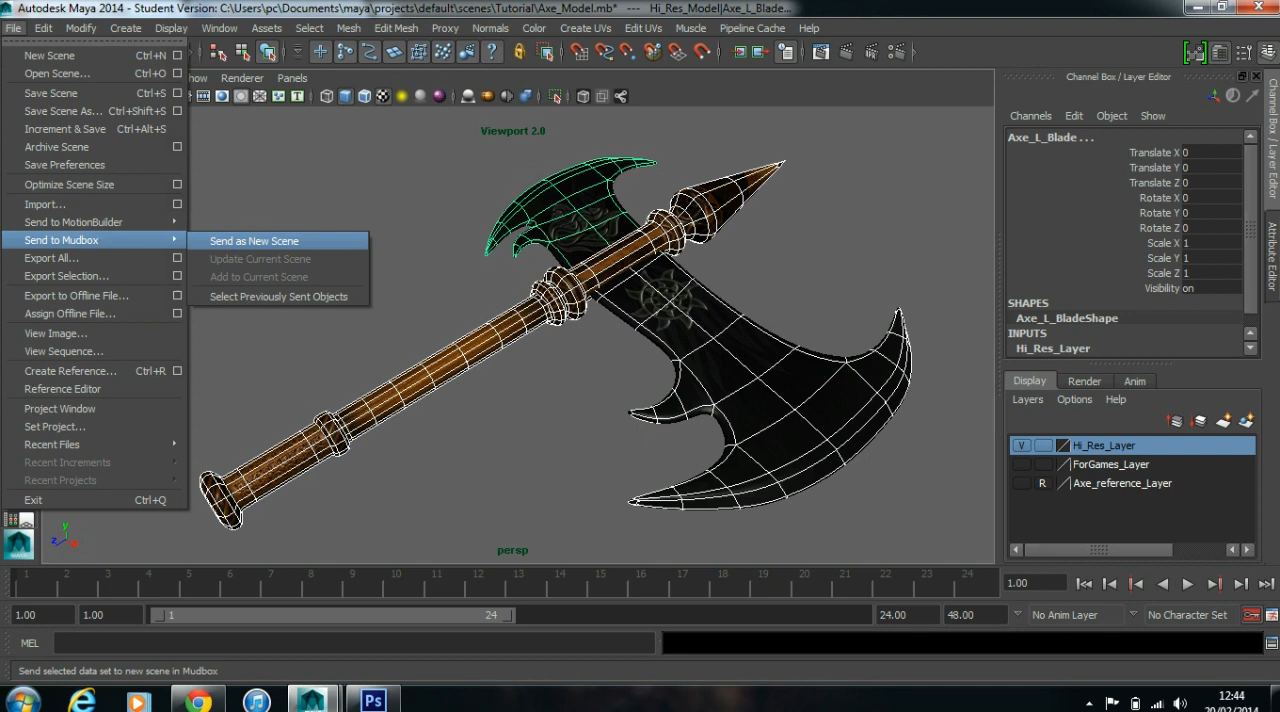 Autodesk Maya 2014 - Student Version: C:\Users\pc\Documents\maya\projects\default\scenes\Tutorial\Axe_Model.mb* --- Hi_Res_Model|Axe_L_Blade...
File Edit Modify Create Display Window Assets Select Mesh Edit Mesh Proxy Normals Color Create UVs Edit UVs Muscle Pipeline Cache Help
New Scene Ctrl+N
Open Scene... Ctrl+O
Save Scene Ctrl+S
Save Scene As... Ctrl+Shift+S
Increment & Save Ctrl+Alt+S
Archive Scene
Save Preferences
Optimize Scene Size
Import...
Send to MotionBuilder
Send to Mudbox
Export All...
Export Selection...
Export to Offline File...
Assign Offline File...
View Image...
View Sequence...
Create Reference... Ctrl+R
Reference Editor
Project Window
Set Project...
Recent Files
Recent Increments
Recent Projects
Exit Ctrl+Q
Send as New Scene
Update Current Scene
Add to Current Scene
Select Previously Sent Objects
how Renderer Panels
Viewport 2.0
persp
y
z
x
Channel Box / Layer Editor
Channels Edit Object Show
Axe_L_Blade . . .
Translate X 0
Translate Y 0
Translate Z 0
Rotate X 0
Rotate Y 0
Rotate Z 0
Scale X 1
Scale Y 1
Scale Z 1
Visibility on
SHAPES
Axe_L_BladeShape
INPUTS
Hi_Res_Layer
Display Render Anim
Layers Options Help
V Hi_Res_Layer
ForGames_Layer
R Axe_reference_Layer
Channel Box / Layer Editor
Attribute Editor
1 2 3 4 5 6 7 8 9 10 11 12 13 14 15 16 17 18 19 20 21 22 23 24
1.00
1.00 1.00 1 24 24.00 48.00 No Anim Layer No Character Set
MEL
Send selected data set to new scene in Mudbox
Ps
12:44
20/02/2014